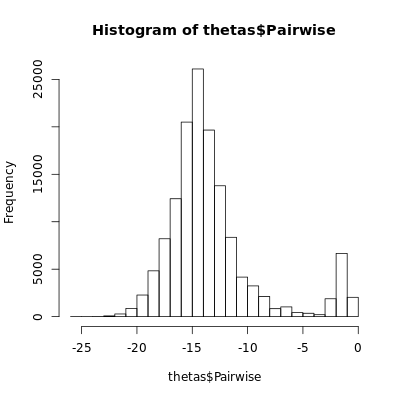 Histogram of thetas$Pairwise
Frequency
25000
15000
5000
0
-25 -20 -15 -10 -5 0
thetas$Pairwise